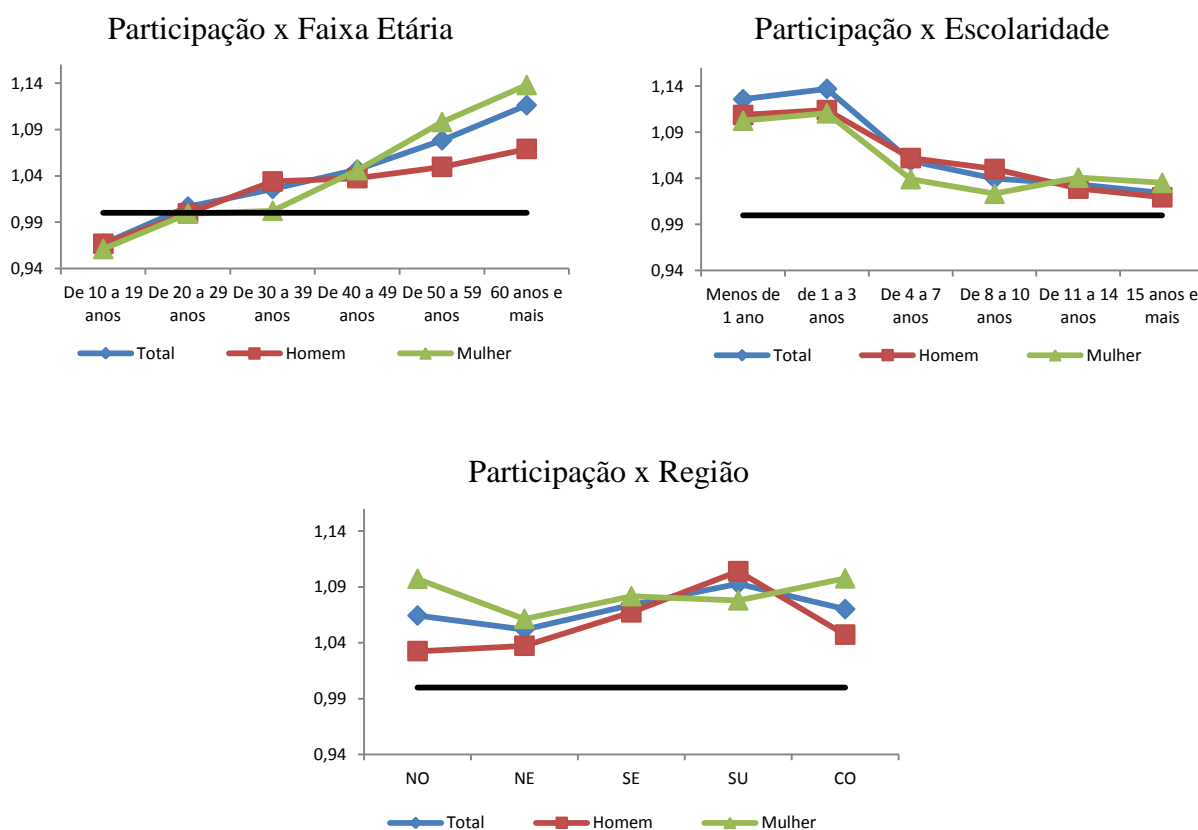 Participação x Faixa Etária
1,14
1,09
1,04
0,99
0,94
De 10 a 19 De 20 a 29 De 30 a 39 De 40 a 49 De 50 a 59 60 anos e
anos anos anos anos anos mais
Total Homem Mulher
Participação x Escolaridade
1,14
1,09
1,04
0,99
0,94
Menos de de 1 a 3 De 4 a 7 De 8 a 10 De 11 a 14 15 anos e
1 ano anos anos anos anos mais
Total Homem Mulher
Participação x Região
1,14
1,09
1,04
0,99
0,94
NO NE SE SU CO
Total Homem Mulher